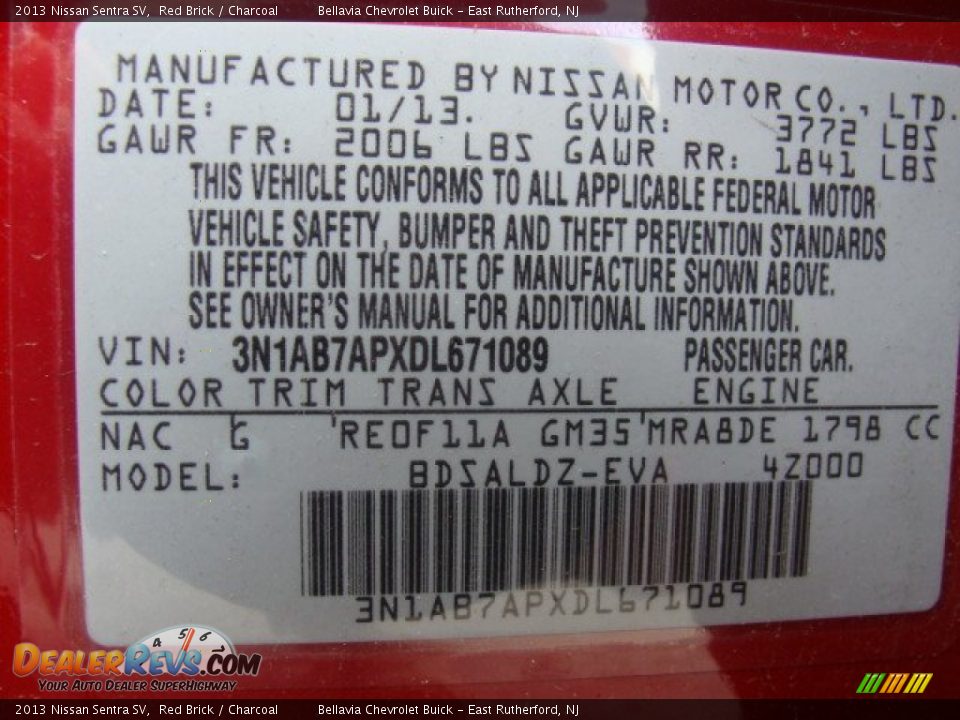 2013 Nissan Sentra SV, Red Brick / Charcoal Bellavia Chevrolet Buick - East Rutherford, NJ
MANUFACTURED BY NISSAN MOTOR CO., LTD.
DATE: 01/13. GVWR: 3772 LBS
GAWR FR: 2006 LBS GAWR RR: 1841 LBS
THIS VEHICLE CONFORMS TO ALL APPLICABLE FEDERAL MOTOR
VEHICLE SAFETY, BUMPER AND THEFT PREVENTION STANDARDS
IN EFFECT ON THE DATE OF MANUFACTURE SHOWN ABOVE.
SEE OWNER'S MANUAL FOR ADDITIONAL INFORMATION.
VIN: 3N1AB7APXDL671089 PASSENGER CAR.
COLOR TRIM TRANS AXLE ENGINE
NAC G 'RE0F11A GM35'MRA8DE 1798 CC
MODEL: BDSALDZ-EVA 4Z000
3N1AB7APXDL671089
4 5 6
DEALERREVS.COM
YOUR AUTO DEALER SUPERHIGHWAY
2013 Nissan Sentra SV, Red Brick / Charcoal Bellavia Chevrolet Buick - East Rutherford, NJ